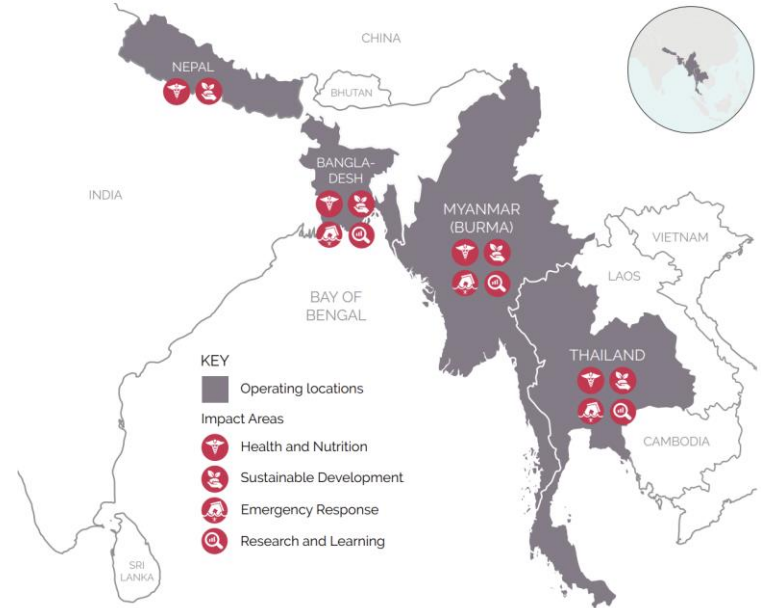 CHINA
NEPAL
BHUTAN
BANGLA-
DESH
INDIA
MYANMAR
(BURMA)
VIETNAM
LAOS
BAY OF
BENGAL
THAILAND
CAMBODIA
KEY
Operating locations
Impact Areas
Health and Nutrition
Sustainable Development
Emergency Response
Research and Learning
SRI
LANKA